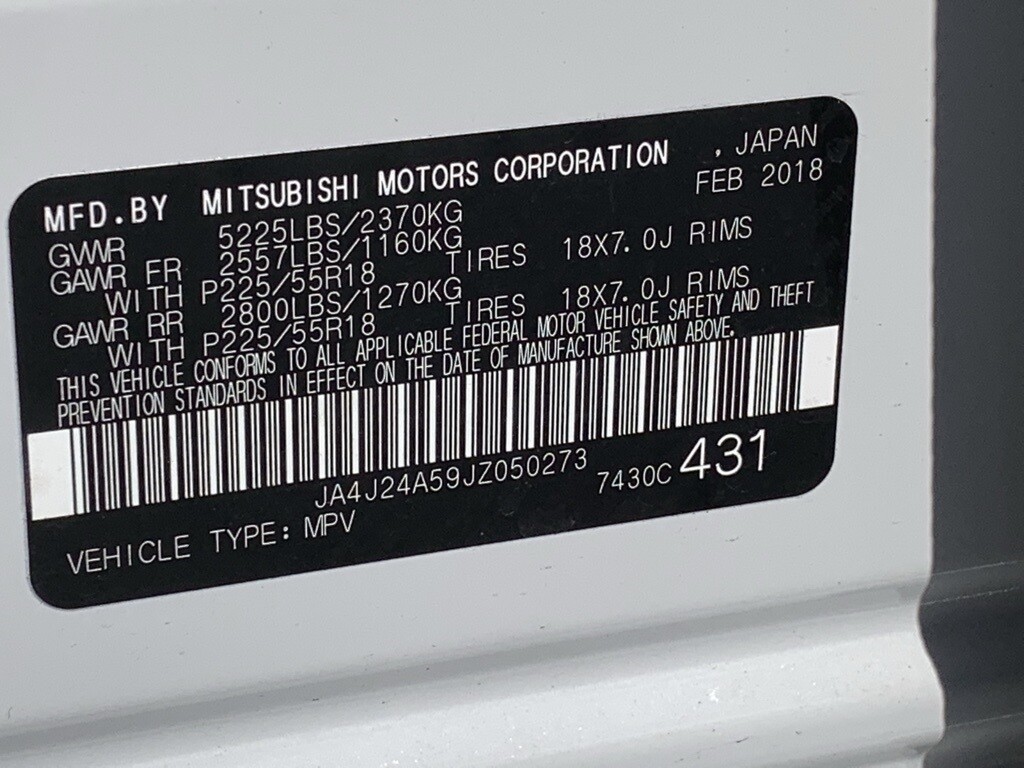 MFD.BY MITSUBISHI MOTORS CORPORATION , JAPAN
FEB 2018
GVWR 5225LBS/2370KG
GAWR FR 2557LBS/1160KG
WITH P225/55R18 TIRES 18X7.0J RIMS
GAWR RR 2800LBS/1270KG
WITH P225/55R18 TIRES 18X7.0J RIMS
THIS VEHICLE CONFORMS TO ALL APPLICABLE FEDERAL MOTOR VEHICLE SAFETY AND THEFT
PREVENTION STANDARDS IN EFFECT ON THE DATE OF MANUFACTURE SHOWN ABOVE.
JA4J24A59JZ050273 7430C 431
VEHICLE TYPE: MPV